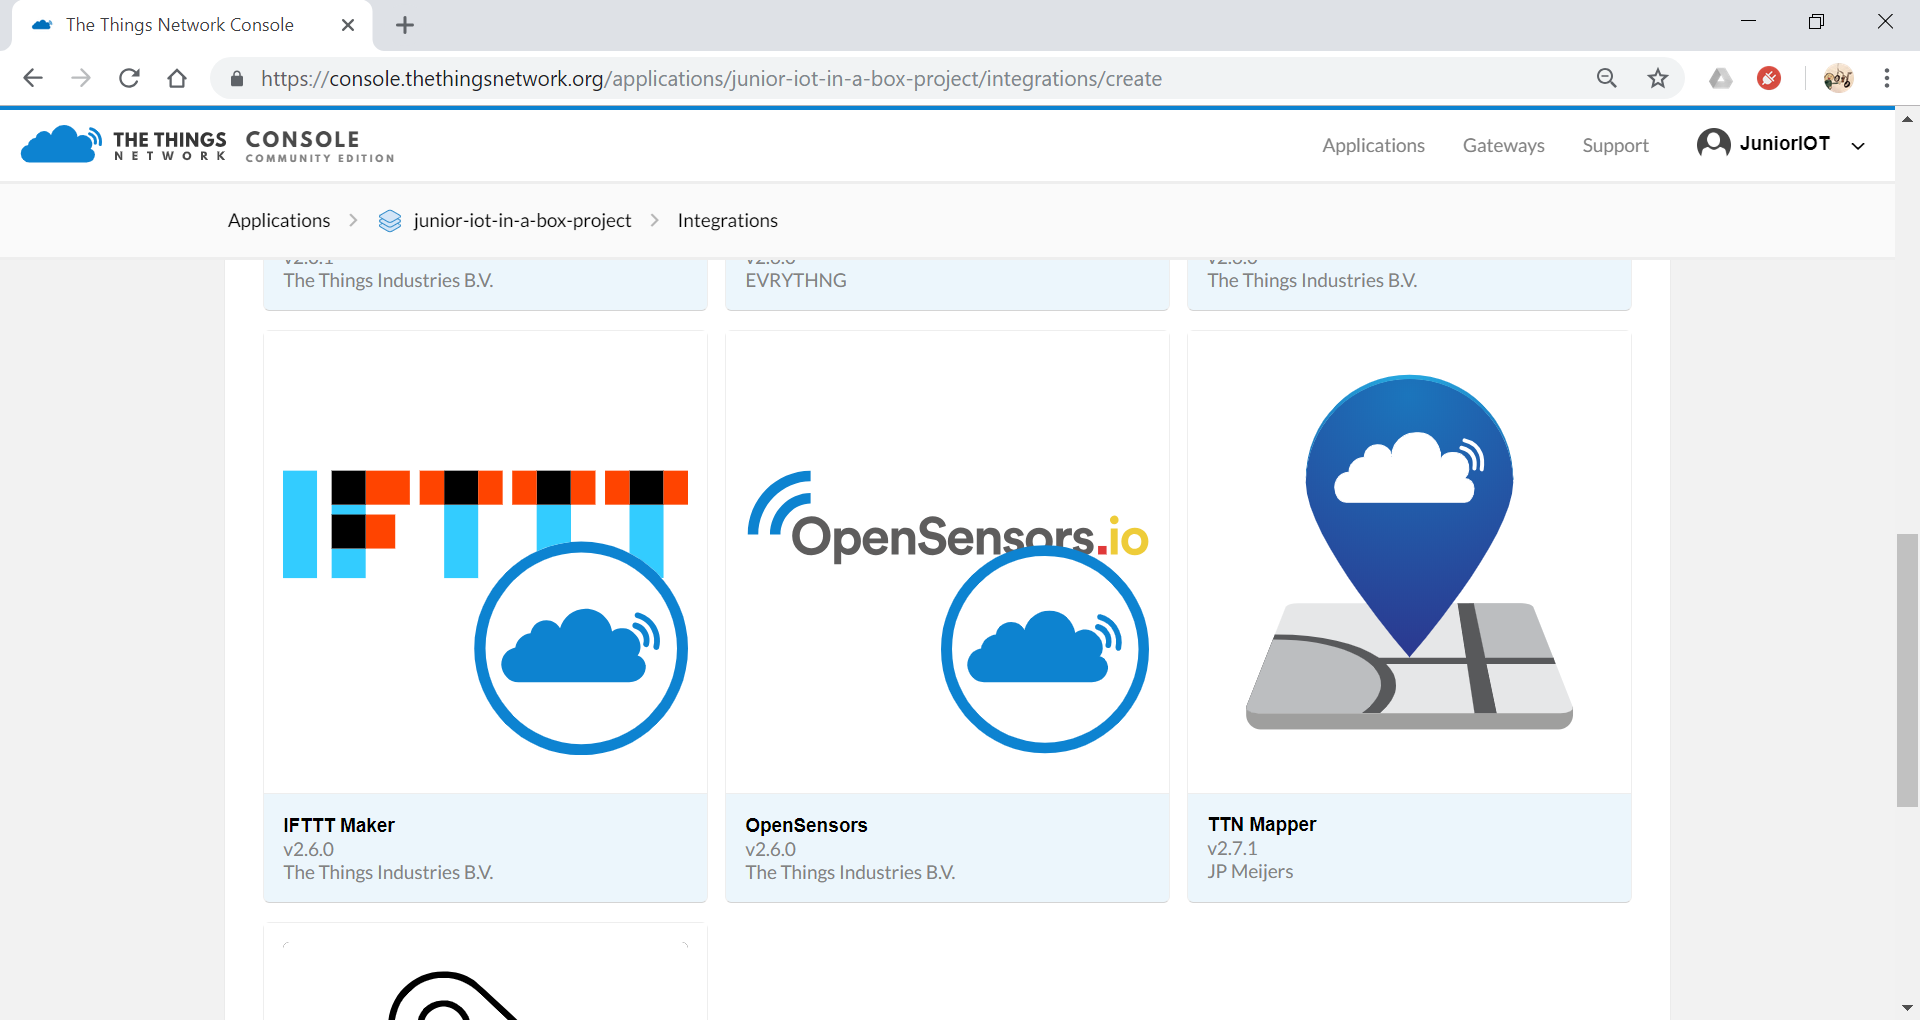 The Things Network Console
https://console.thethingsnetwork.org/applications/junior-iot-in-a-box-project/integrations/create
THE THINGS NETWORK
CONSOLE
COMMUNITY EDITION
Applications
Gateways
Support
JuniorIOT
Applications
junior-iot-in-a-box-project
Integrations
The Things Industries B.V.
EVRYTHNG
The Things Industries B.V.
IFTTT
OpenSensors.io
IFTTT Maker
v2.6.0
The Things Industries B.V.
OpenSensors
v2.6.0
The Things Industries B.V.
TTN Mapper
v2.7.1
JP Meijers